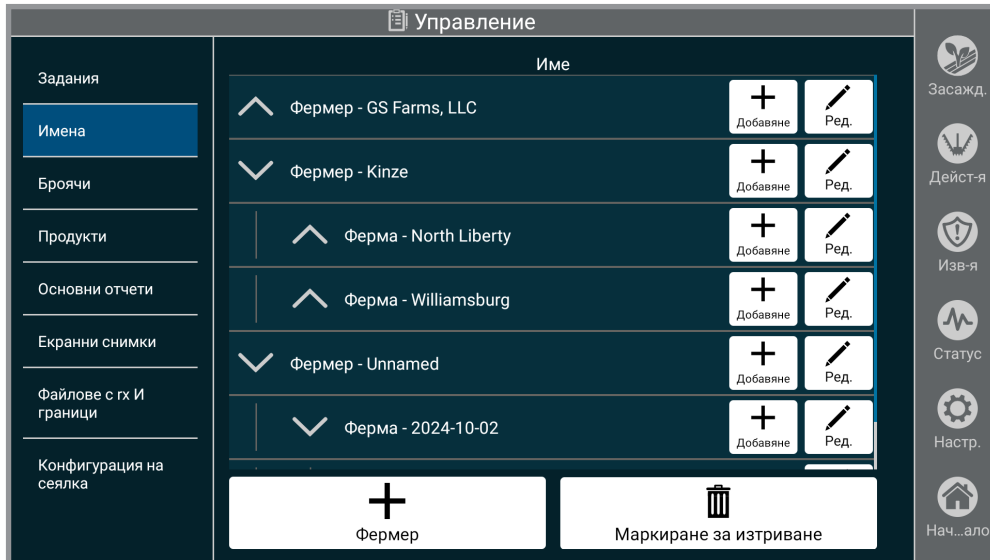 Управление
Задания
Имена
Броячи
Продукти
Основни отчети
Екранни снимки
Файлове с rx И
граници
Конфигурация на
сеялка
Име
Фермер - GS Farms, LLC
Добавяне
Ред.
Фермер - Kinze
Добавяне
Ред.
Ферма - North Liberty
Добавяне
Ред.
Ферма - Williamsburg
Добавяне
Ред.
Фермер - Unnamed
Добавяне
Ред.
Ферма - 2024-10-02
Добавяне
Ред.
Фермер
Маркиране за изтриване
Засажд.
Дейст-я
Изв-я
Статус
Настр.
Нач...ало